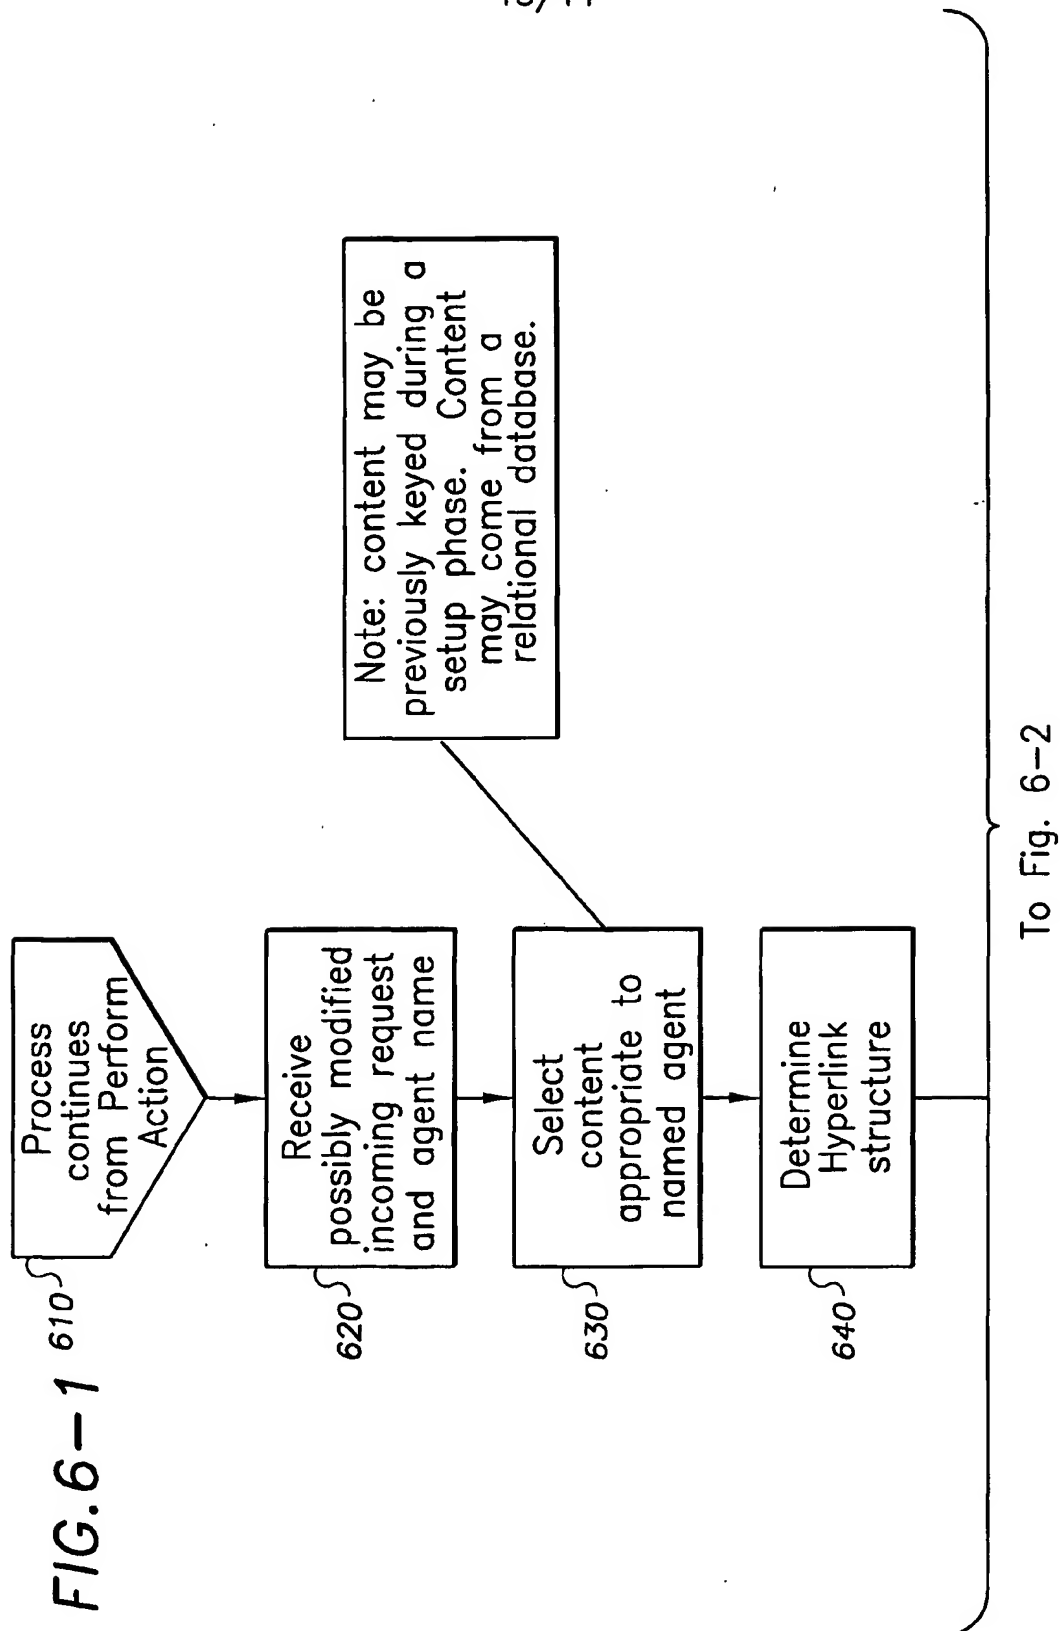 FIG.6-1
610
Process
continues
from Perform
Action
620
Receive
possibly modified
incoming request
and agent name
630
Select
content
appropriate to
named agent
Note: content may be
previously keyed during a
setup phase. Content
may come from a
relational database.
640
Determine
Hyperlink
structure
To Fig. 6-2